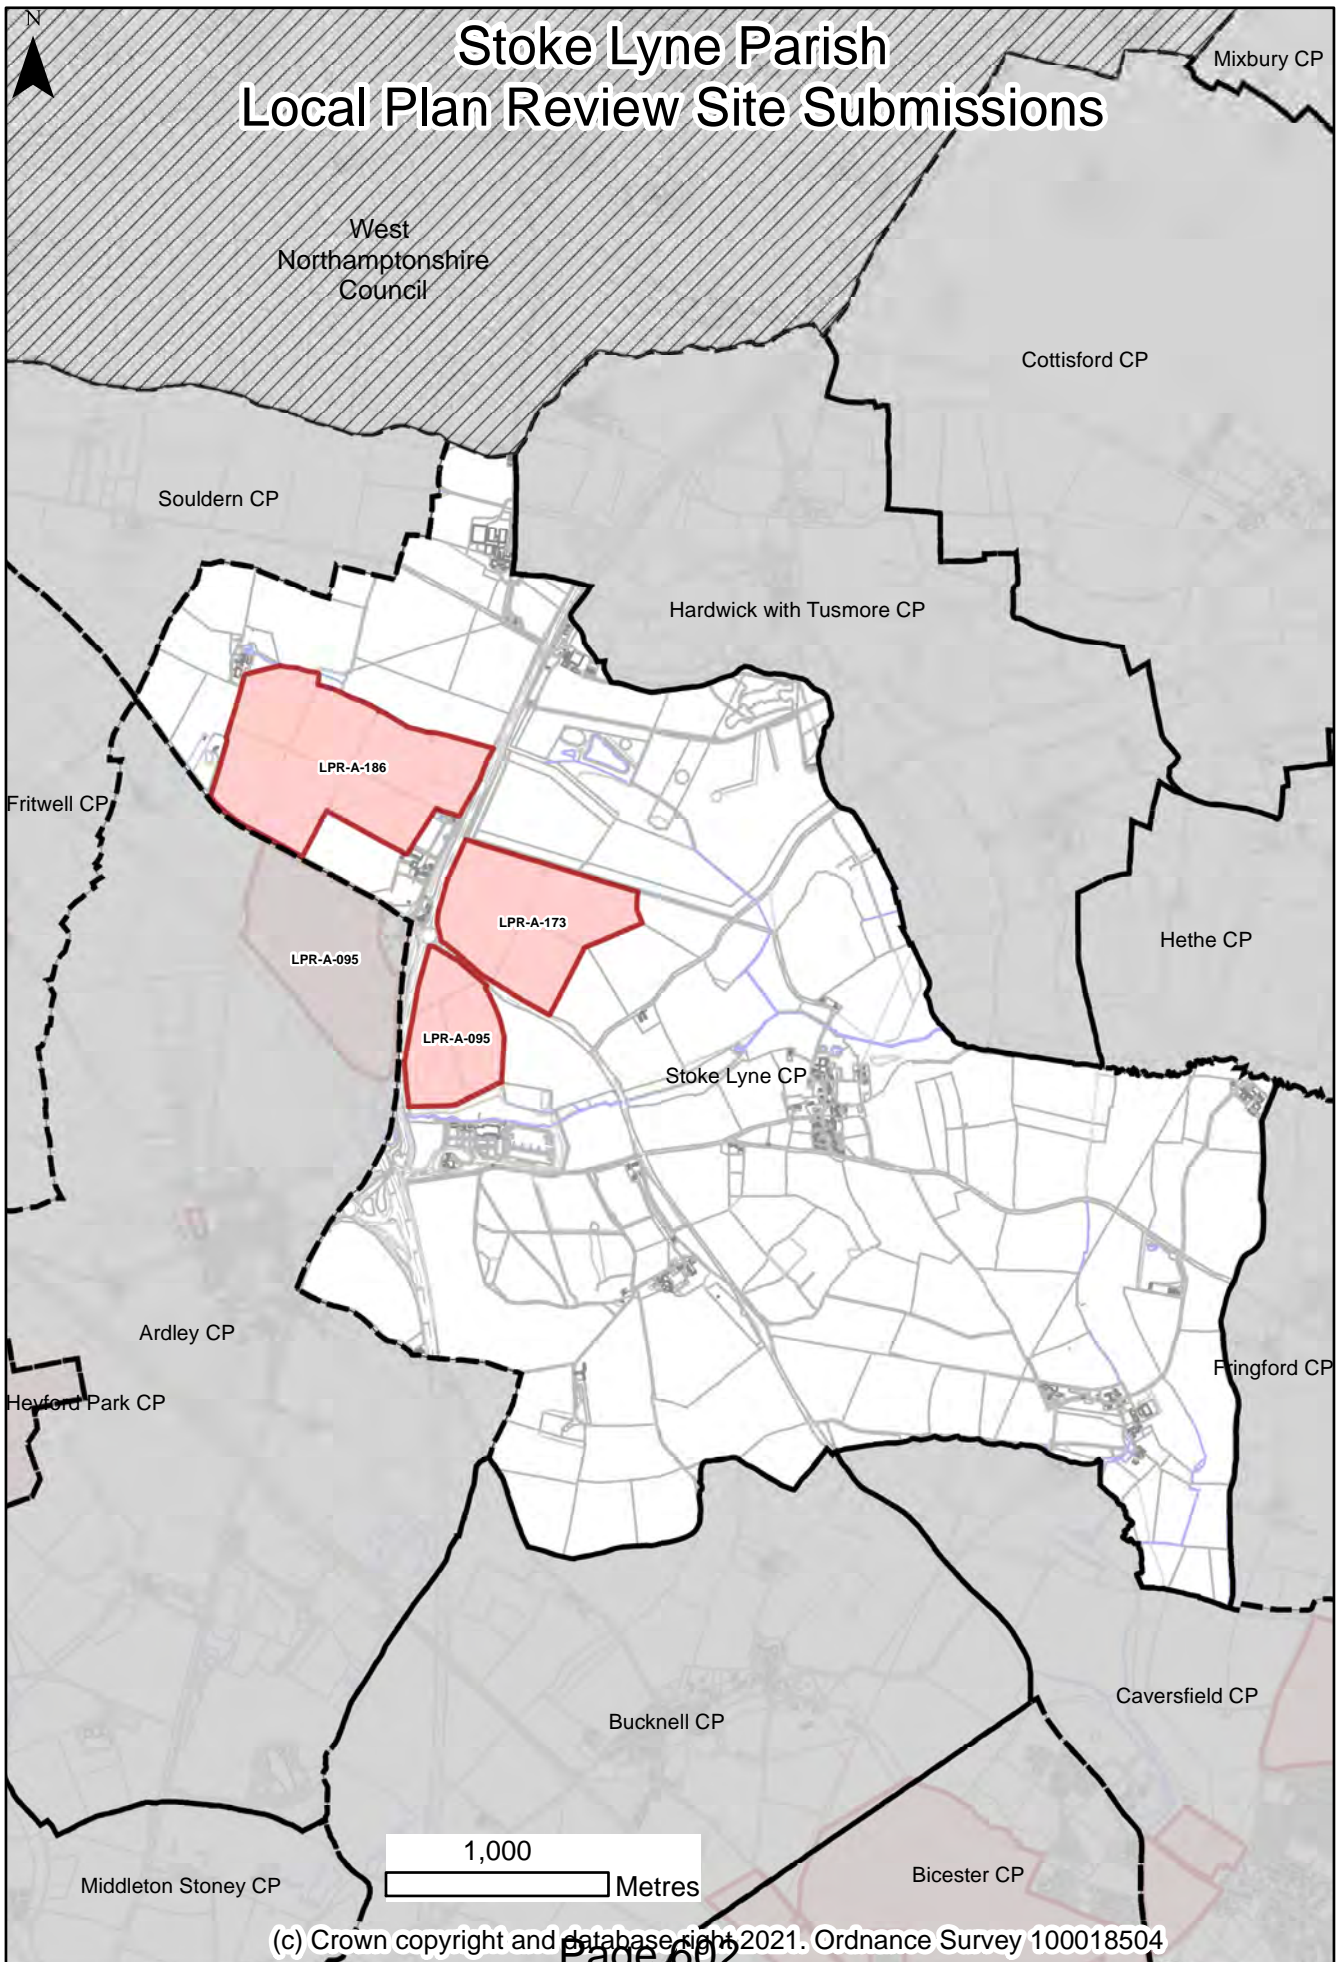 N
Stoke Lyne Parish
Local Plan Review Site Submissions
Mixbury CP
West
Northamptonshire
Council
Cottisford CP
Souldern CP
Hardwick with Tusmore CP
LPR-A-186
Fritwell CP
LPR-A-173
Hethe CP
LPR-A-095
LPR-A-095
Stoke Lyne CP
Ardley CP
Fringford CP
Heyford Park CP
Caversfield CP
Bucknell CP
1,000
Metres
Bicester CP
Middleton Stoney CP
(c) Crown copyright and database right 2021. Ordnance Survey 100018504
Page 602